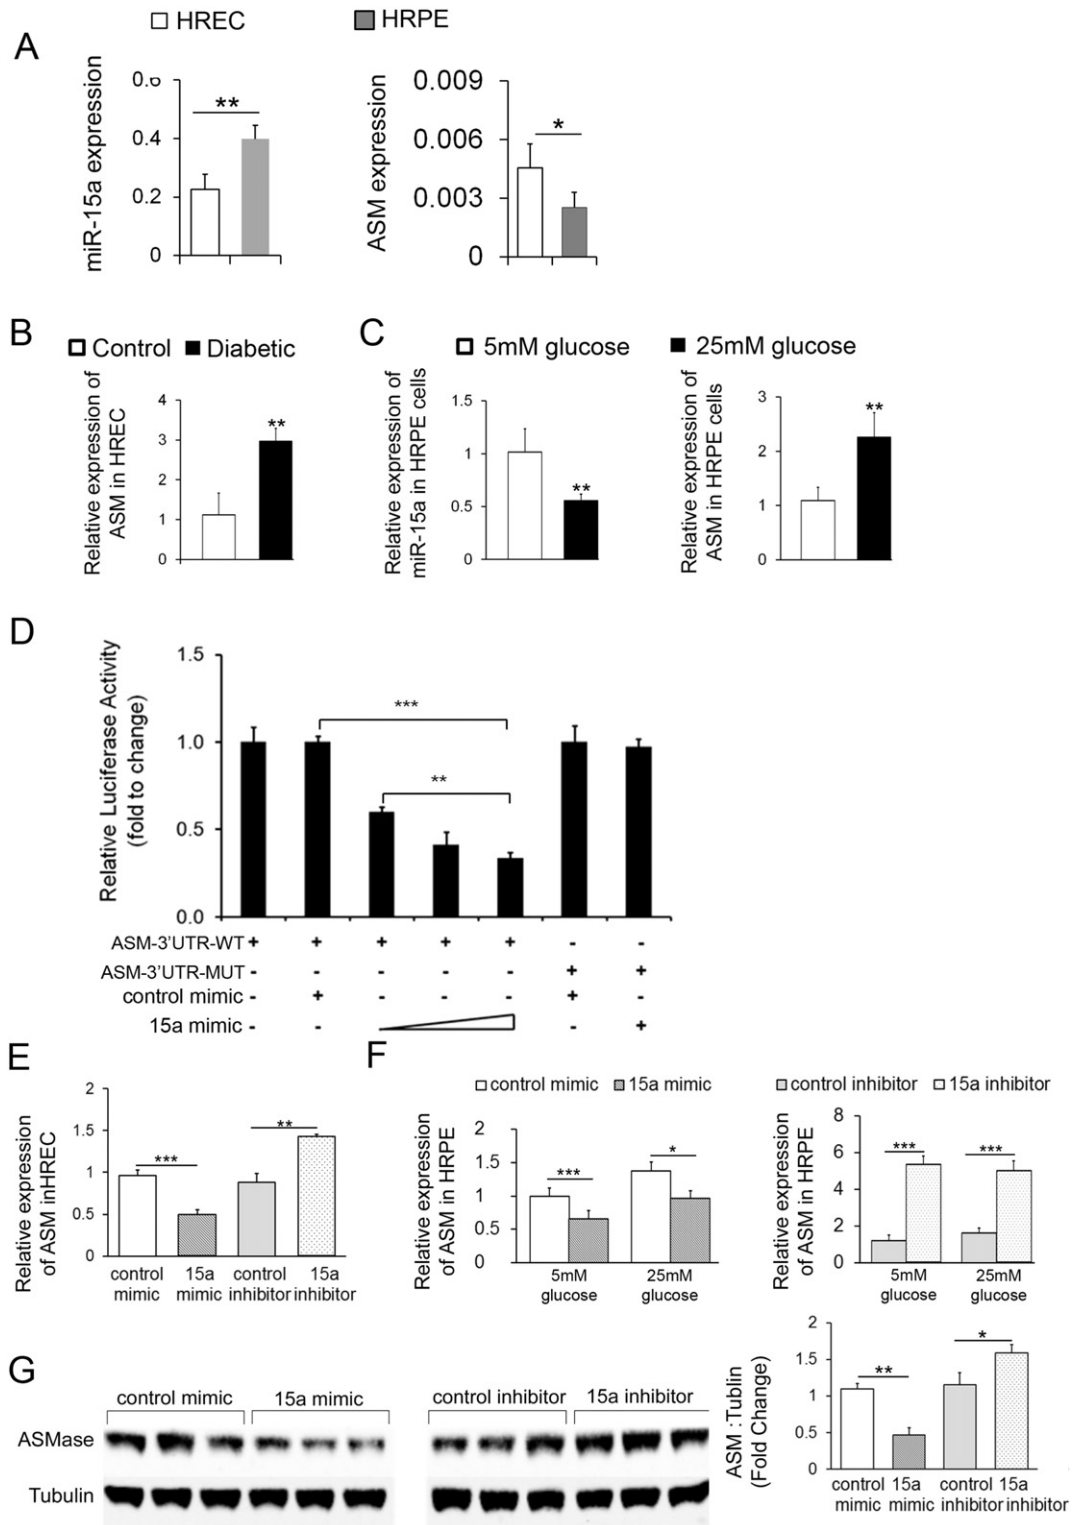 HREC HRPE
A
miR-15a expression
0.6
0.4
0.2
0
**
ASM expression
0.009
0.006
0.003
0
*
B
Control Diabetic
Relative expression of
ASM in HREC
4
3
2
1
0
**
C
5mM glucose 25mM glucose
Relative expression of
miR-15a in HRPE cells
1.5
1
0.5
0
**
Relative expression of
ASM in HRPE cells
3
2
1
0
**
D
Relative Luciferase Activity
(fold to change)
1.5
1.0
0.5
0.0
***
**
ASM-3'UTR-WT + + + + + - -
ASM-3'UTR-MUT - - - - - + +
control mimic - + - - - + -
15a mimic - - - +
E
Relative expression
of ASM inHREC
2
1.5
1
0.5
0
***
**
control 15a control 15a
mimic mimic inhibitor inhibitor
F
control mimic 15a mimic
Relative expression
of ASM in HRPE
2
1.5
1
0.5
0
***
*
5mM 25mM
glucose glucose
control inhibitor 15a inhibitor
Relative expression
of ASM in HRPE
8
6
4
2
0
***
***
5mM 25mM
glucose glucose
G
control mimic 15a mimic control inhibitor 15a inhibitor
ASMase
Tubulin
ASM :Tublin
(Fold Change)
2
1.5
1
0.5
0
**
*
control 15a control 15a
mimic mimic inhibitor inhibitor